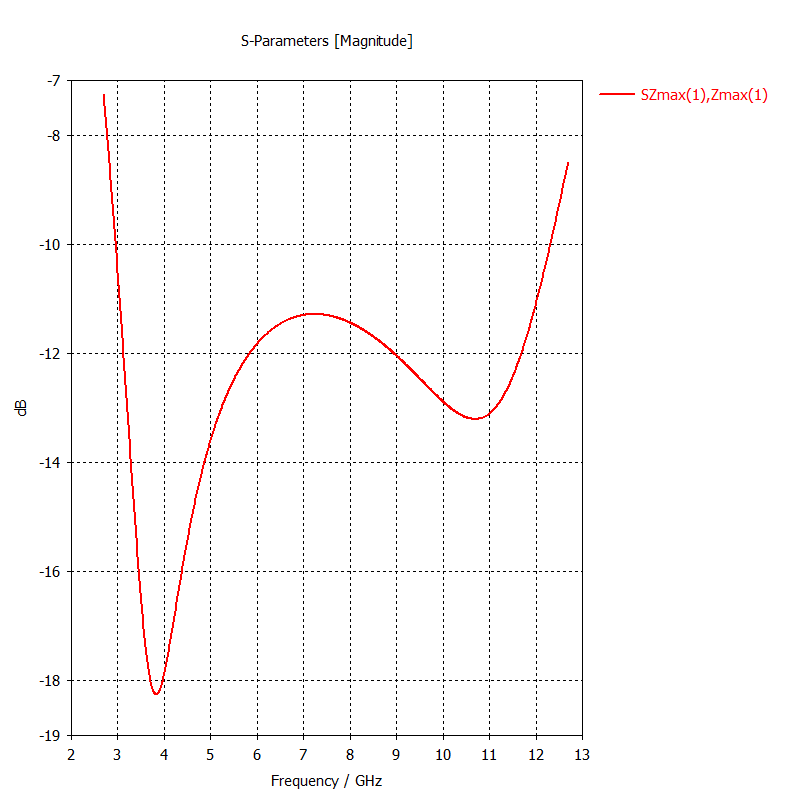 S-Parameters [Magnitude]
SZmax(1),Zmax(1)
-7
-8
-10
-12
-14
-16
-18
-19
dB
2 3 4 5 6 7 8 9 10 11 12 13
Frequency / GHz